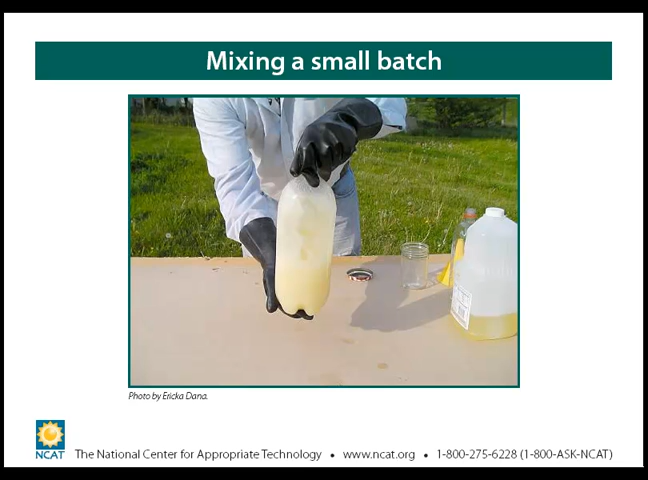 Mixing a small batch
Photo by Ericka Dana.
NCAT
The National Center for Appropriate Technology • www.ncat.org • 1-800-275-6228 (1-800-ASK-NCAT)